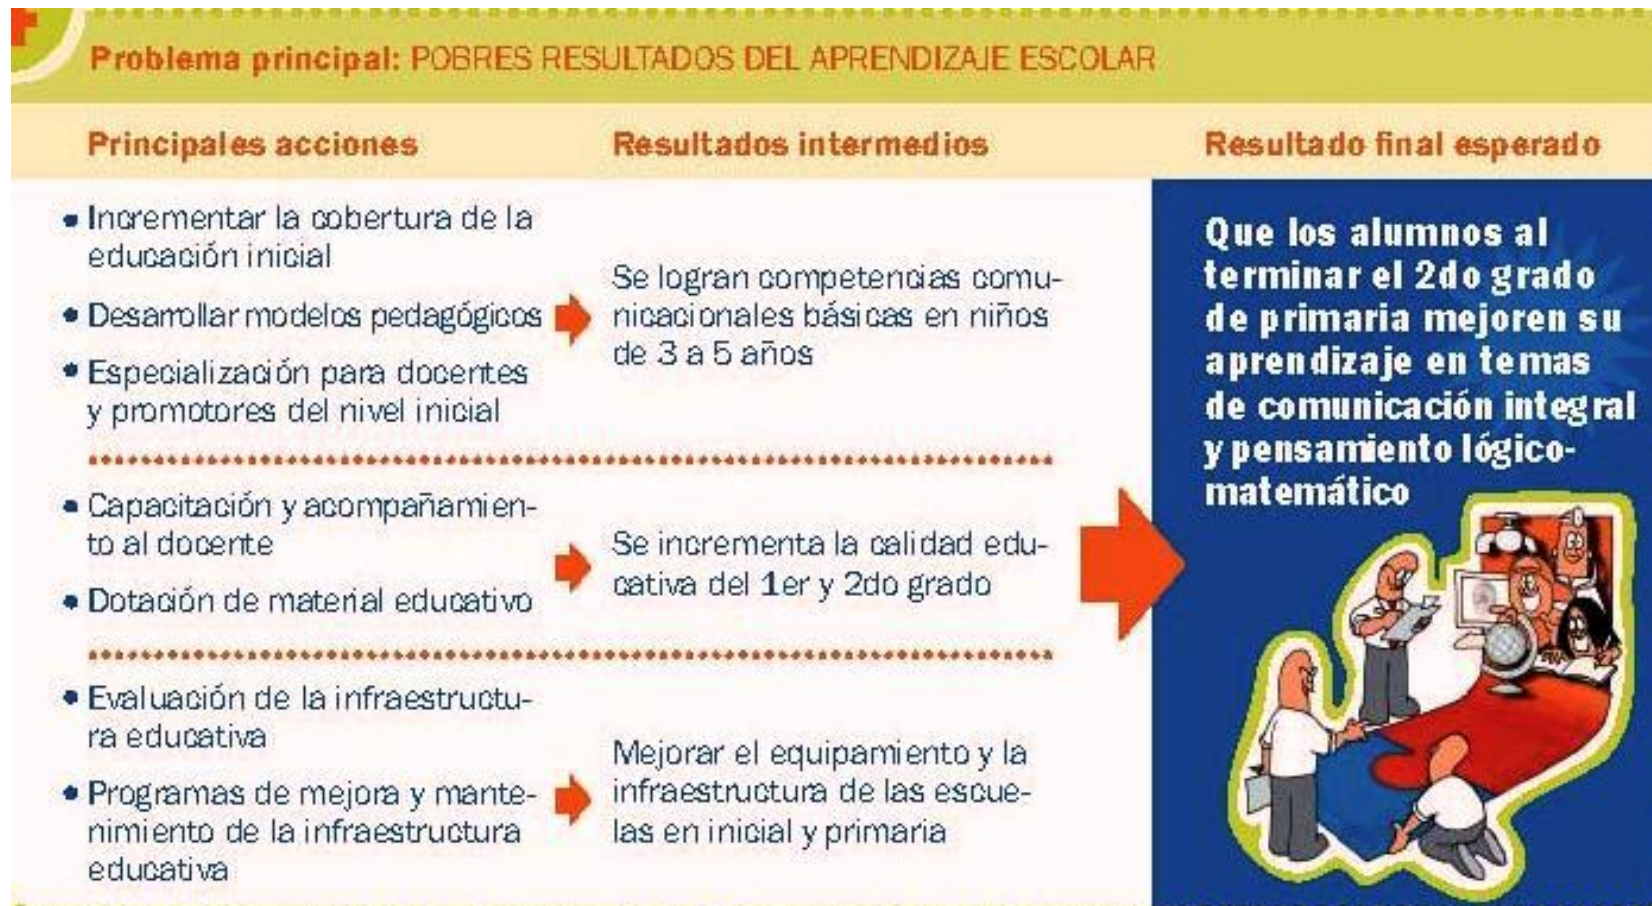 Problema principal: POBRES RESULTADOS DEL APRENDIZAJE ESCOLAR
Principales acciones
Resultados intermedios
Resultado final esperado
• Incrementar la cobertura de la
educación inicial
• Desarrollar modelos pedagógicos
• Especialización para docentes
y promotores del nivel inicial
Se logran competencias comu-
nicacionales básicas en niños
de 3 a 5 años
• Capacitación y acompañamien-
to al docente
• Dotación de material educativo
Se incrementa la calidad edu-
cativa del 1er y 2do grado
• Evaluación de la infraestructu-
ra educativa
• Programas de mejora y mante-
nimiento de la infraestructura
educativa
Mejorar el equipamiento y la
infraestructura de las escue-
las en inicial y primaria
Que los alumnos al
terminar el 2do grado
de primaria mejoren su
aprendizaje en temas
de comunicación integral
y pensamiento lógico-
matemático